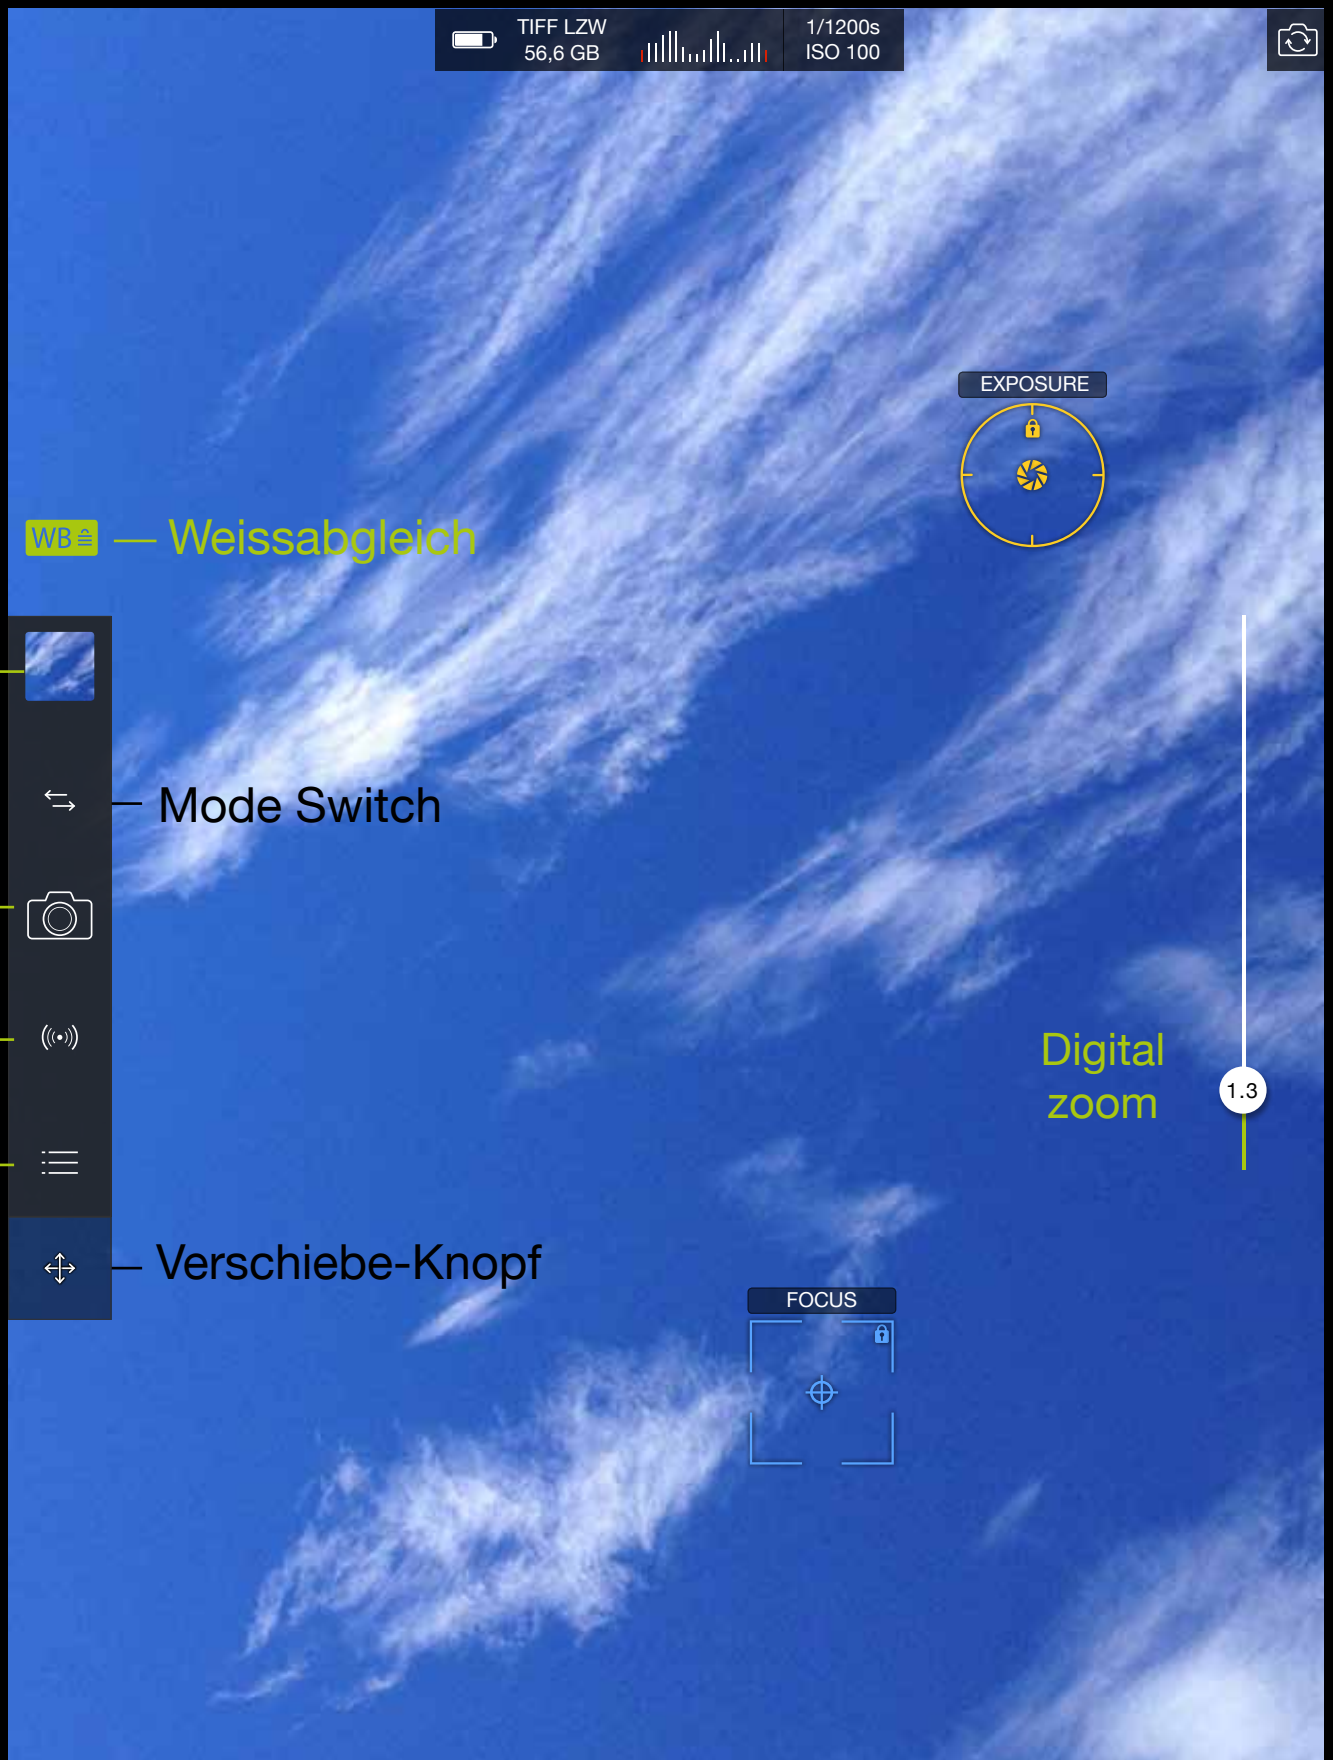 TIFF LZW
56,6 GB
1/1200s
ISO 100
EXPOSURE
WB
Weissabgleich
Mode Switch
Digital
zoom
1.3
Verschiebe-Knopf
FOCUS